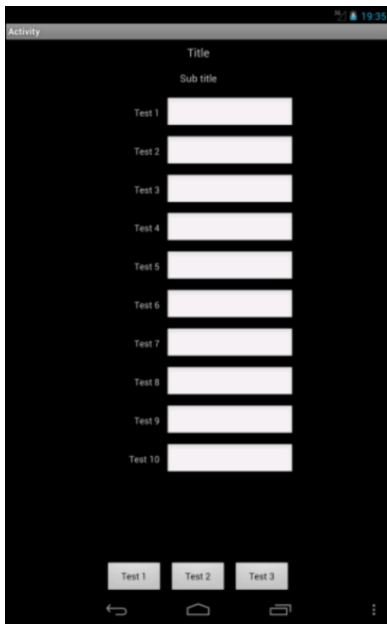 3G 19:35
Activity
Title
Sub title
Test 1
Test 2
Test 3
Test 4
Test 5
Test 6
Test 7
Test 8
Test 9
Test 10
Test 1 Test 2 Test 3